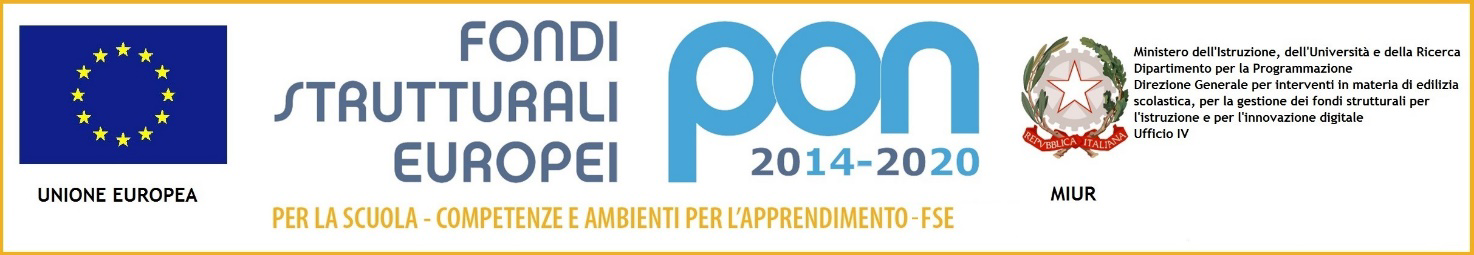 UNIONE EUROPEA
FONDI
STRUTTURALI
EUROPEI
pon
2014-2020
PER LA SCUOLA - COMPETENZE E AMBIENTI PER L'APPRENDIMENTO-FSE
REPVBBLICA ITALIANA
MIUR
Ministero dell'Istruzione, dell'Università e della Ricerca
Dipartimento per la Programmazione
Direzione Generale per interventi in materia di edilizia
scolastica, per la gestione dei fondi strutturali per
l'istruzione e per l'innovazione digitale
Ufficio IV